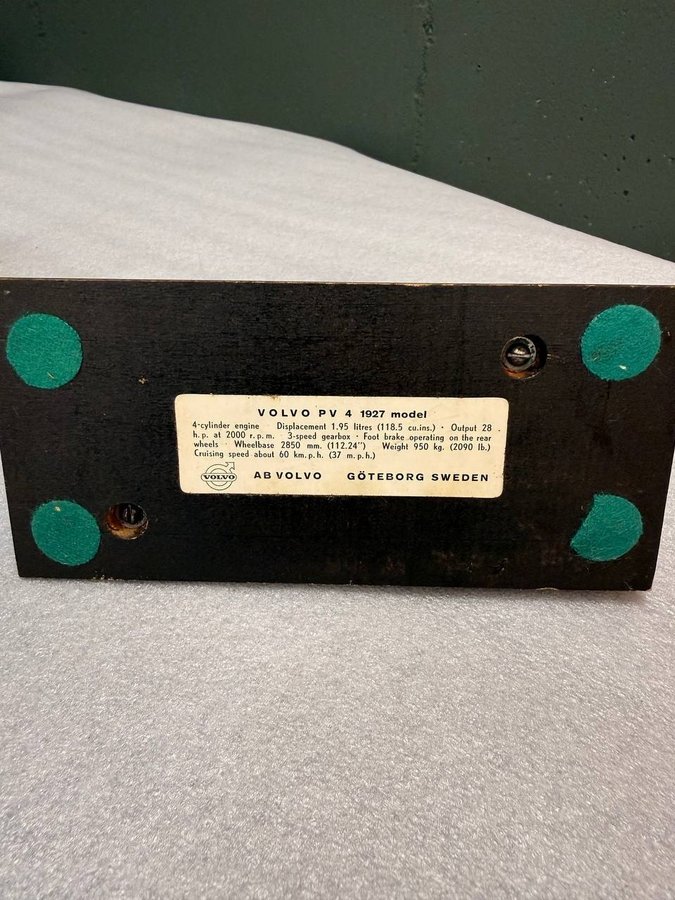 VOLVO PV 4 1927 model
4-cylinder engine · Displacement 1.95 litres (118.5 cu.ins.) · Output 28
h.p. at 2000 r.p.m. · 3-speed gearbox · Foot brake operating on the rear
wheels · Wheelbase 2850 mm. (112.24") · Weight 950 kg. (2090 lb.)
Cruising speed about 60 km.p.h. (37 m.p.h.)
VOLVO AB VOLVO GÖTEBORG SWEDEN